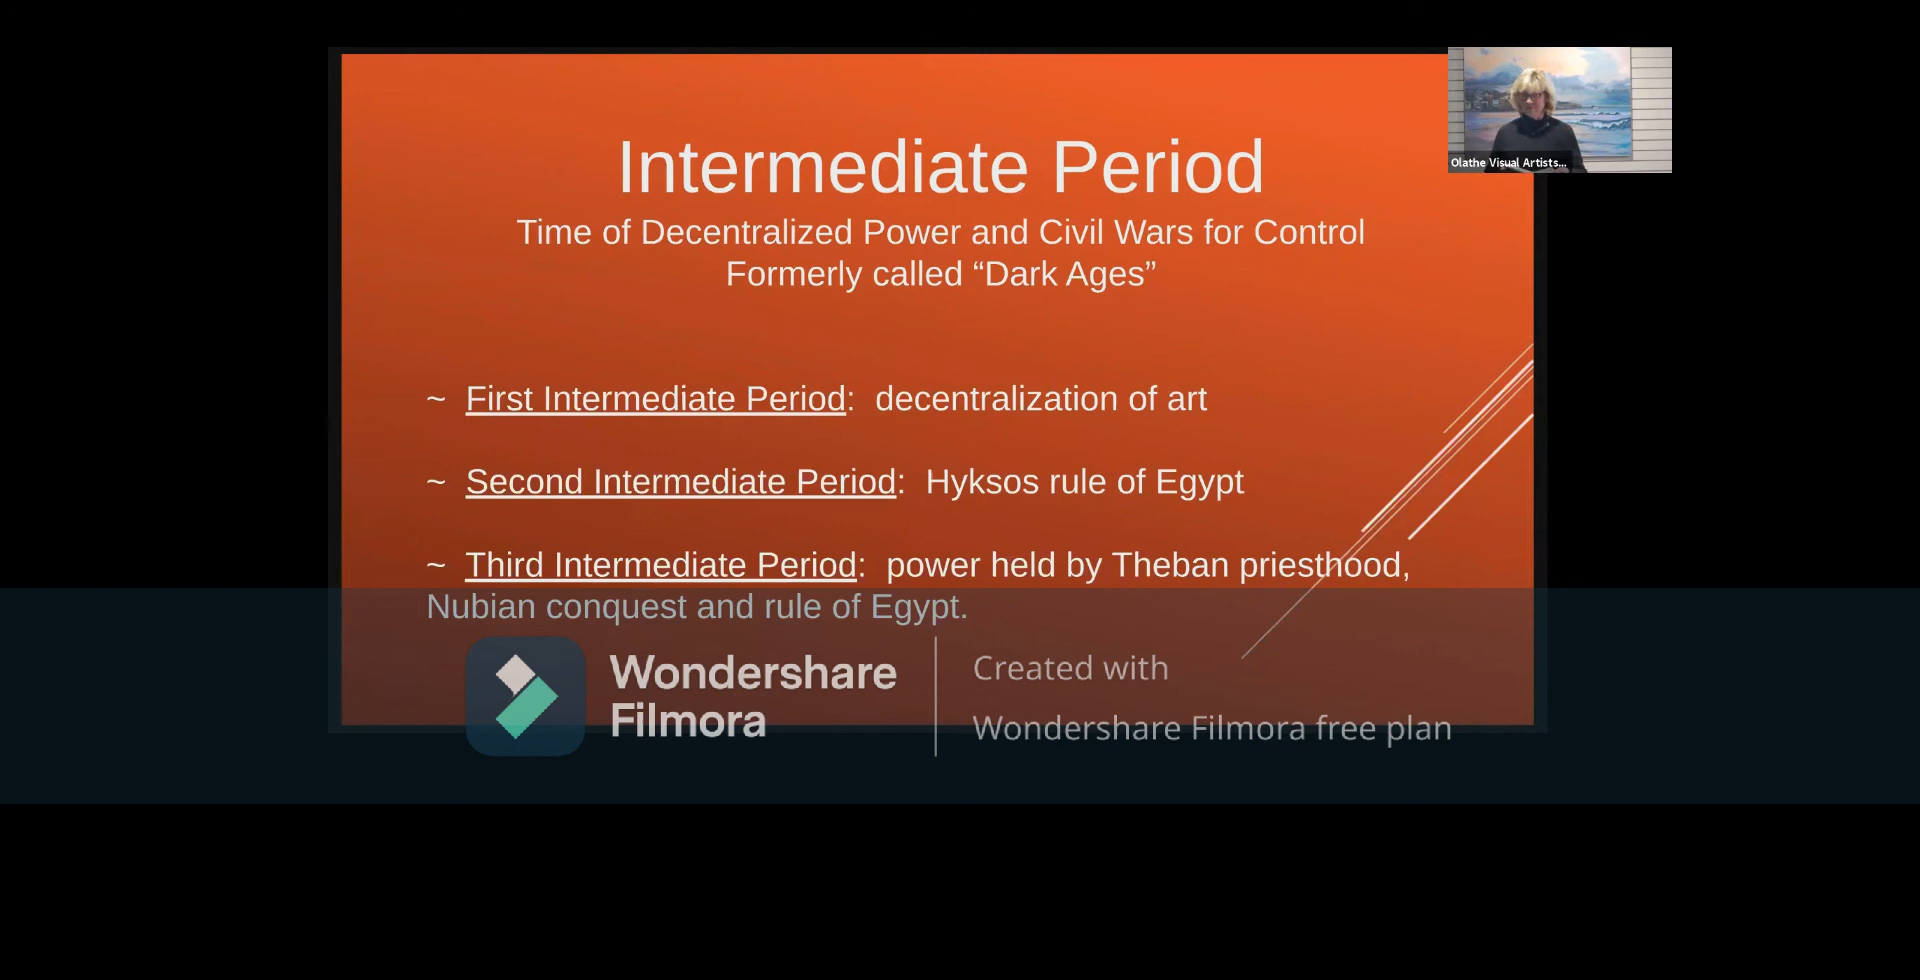 Intermediate Period
Time of Decentralized Power and Civil Wars for Control
Formerly called “Dark Ages”
Olathe Visual Artists...
~ First Intermediate Period: decentralization of art
~ Second Intermediate Period: Hyksos rule of Egypt
~ Third Intermediate Period: power held by Theban priesthood,
Nubian conquest and rule of Egypt.
Wondershare
Filmora
Created with
Wondershare Filmora free plan